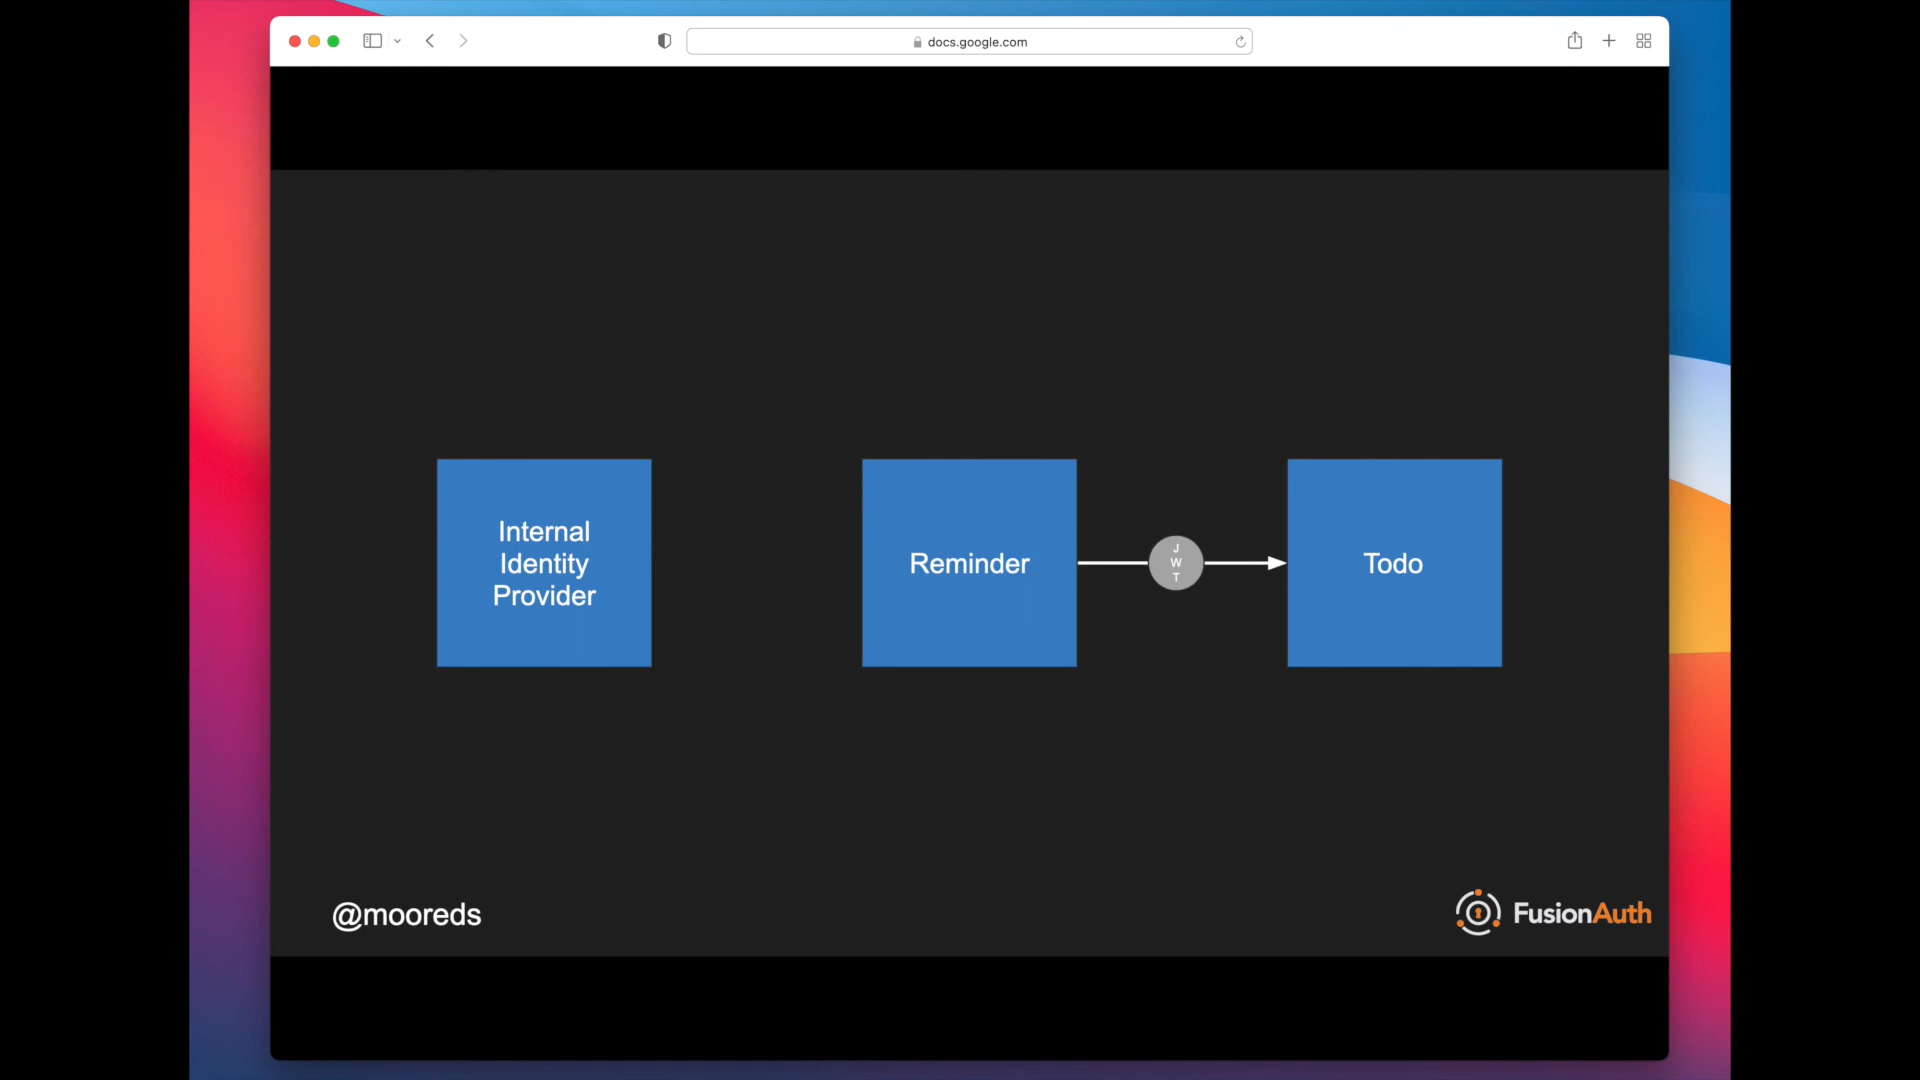 docs.google.com
Internal
Identity
Provider
Reminder
J
W
T
Todo
@mooreds
FusionAuth